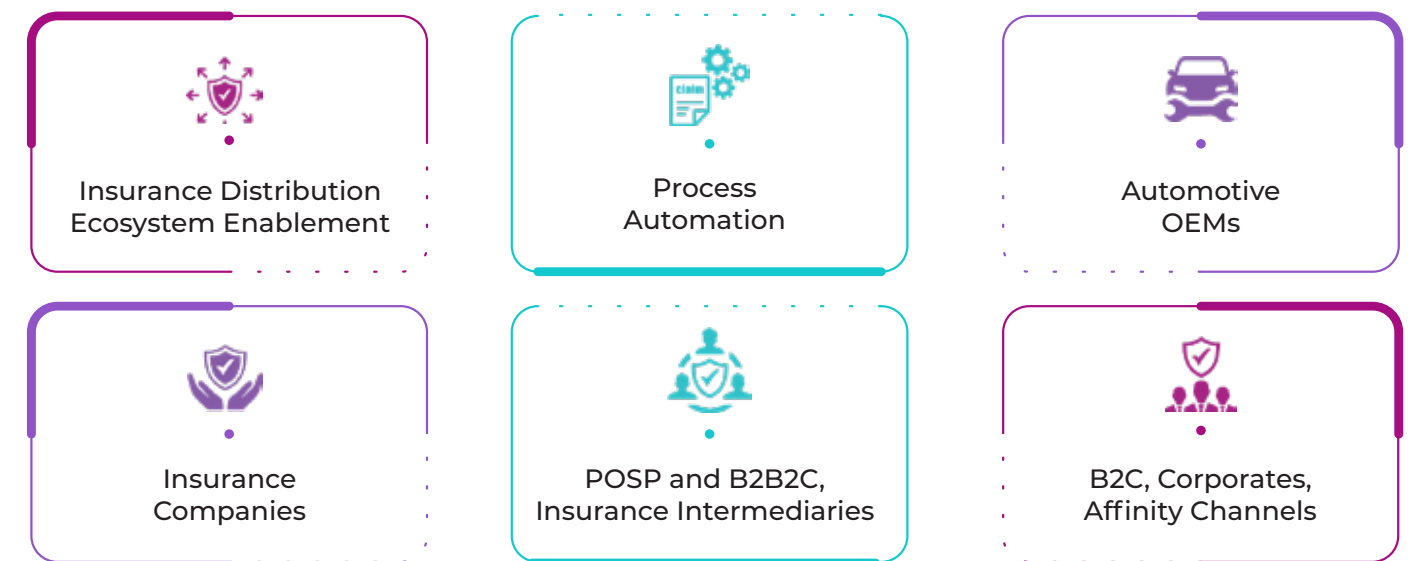 claim
Insurance Distribution
Ecosystem Enablement
Process
Automation
Automotive
OEMs
Insurance
Companies
POSP and B2B2C,
Insurance Intermediaries
B2C, Corporates,
Affinity Channels